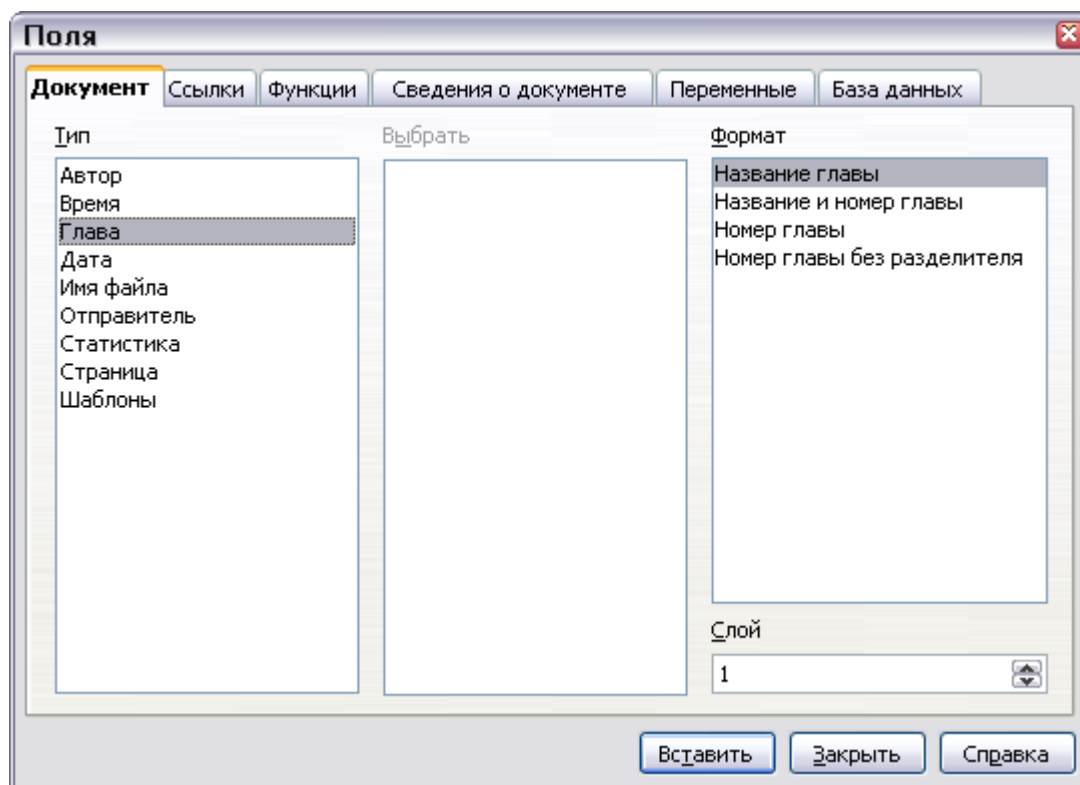 Поля
Документ Ссылки Функции Сведения о документе Переменные База данных
Тип Выбрать Формат
Автор
Время
Глава
Дата
Имя файла
Отправитель
Статистика
Страница
Шаблоны
Название главы
Название и номер главы
Номер главы
Номер главы без разделителя
Слой
1
Вставить Закрыть Справка